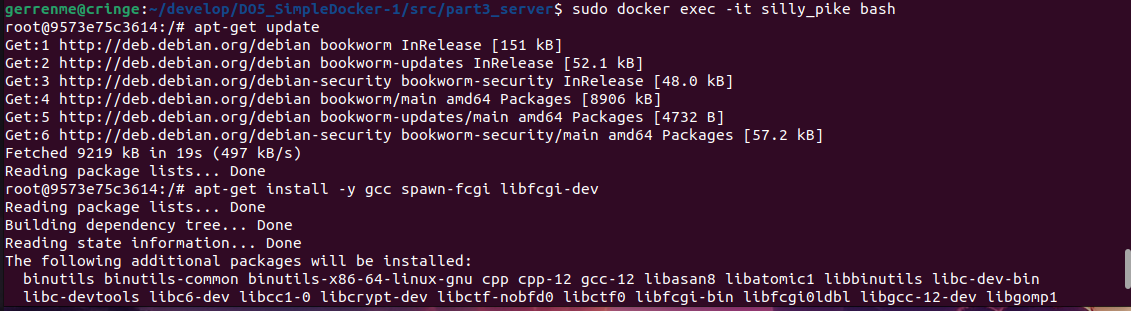 gerrenme@cringe:~/develop/DO5_SimpleDocker-1/src/part3_server$ sudo docker exec -it silly_pike bash
root@9573e75c3614:/# apt-get update
Get:1 http://deb.debian.org/debian bookworm InRelease [151 kB]
Get:2 http://deb.debian.org/debian bookworm-updates InRelease [52.1 kB]
Get:3 http://deb.debian.org/debian-security bookworm-security InRelease [48.0 kB]
Get:4 http://deb.debian.org/debian bookworm/main amd64 Packages [8906 kB]
Get:5 http://deb.debian.org/debian bookworm-updates/main amd64 Packages [4732 B]
Get:6 http://deb.debian.org/debian-security bookworm-security/main amd64 Packages [57.2 kB]
Fetched 9219 kB in 19s (497 kB/s)
Reading package lists... Done
root@9573e75c3614:/# apt-get install -y gcc spawn-fcgi libfcgi-dev
Reading package lists... Done
Building dependency tree... Done
Reading state information... Done
The following additional packages will be installed:
  binutils binutils-common binutils-x86-64-linux-gnu cpp cpp-12 gcc-12 libasan8 libatomic1 libbinutils libc-dev-bin
  libc-devtools libc6-dev libcc1-0 libcrypt-dev libctf-nobfd0 libctf0 libfcgi-bin libfcgi0ldbl libgcc-12-dev libgomp1